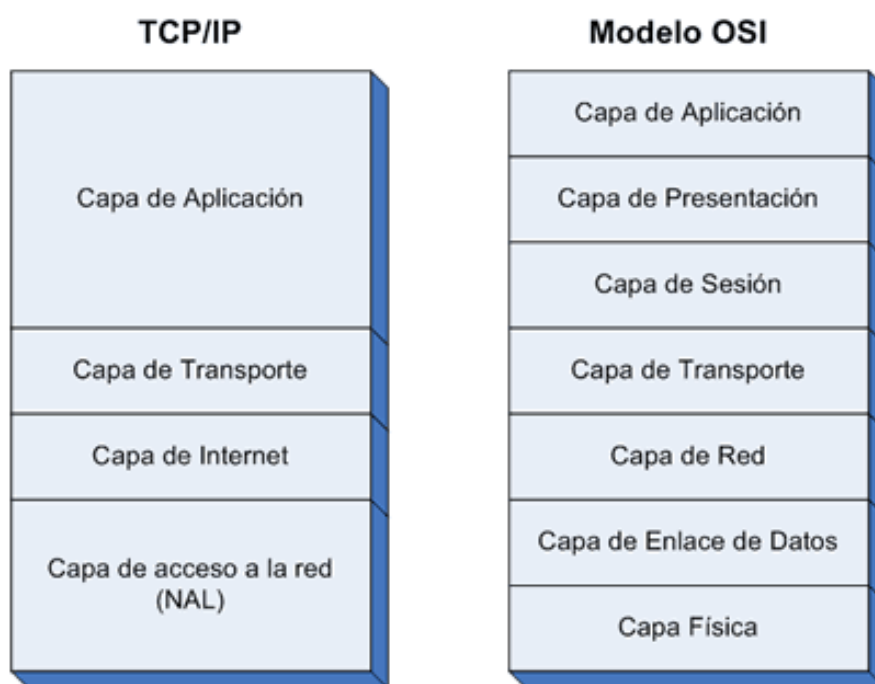 TCP/IP
Capa de Aplicación
Capa de Transporte
Capa de Internet
Capa de acceso a la red
(NAL)
Modelo OSI
Capa de Aplicación
Capa de Presentación
Capa de Sesión
Capa de Transporte
Capa de Red
Capa de Enlace de Datos
Capa Física